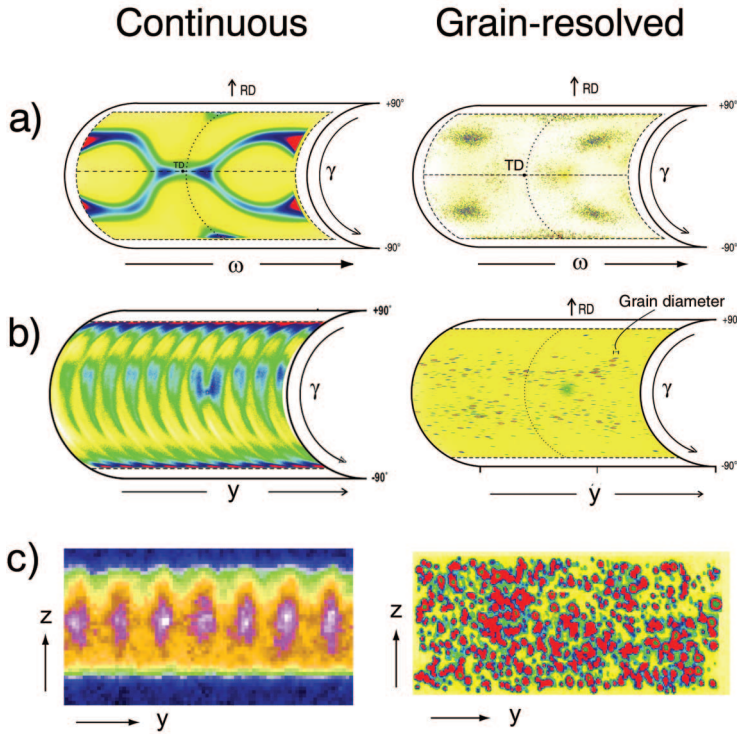 Continuous Grain-resolved
a)
↑ RD
+90°
TD
γ
-90°
ω
↑ RD
+90°
TD
γ
-90°
ω
b)
+90°
γ
-90°
y
↑ RD
Grain diameter
+90°
γ
-90°
y
c)
z
y
z
y